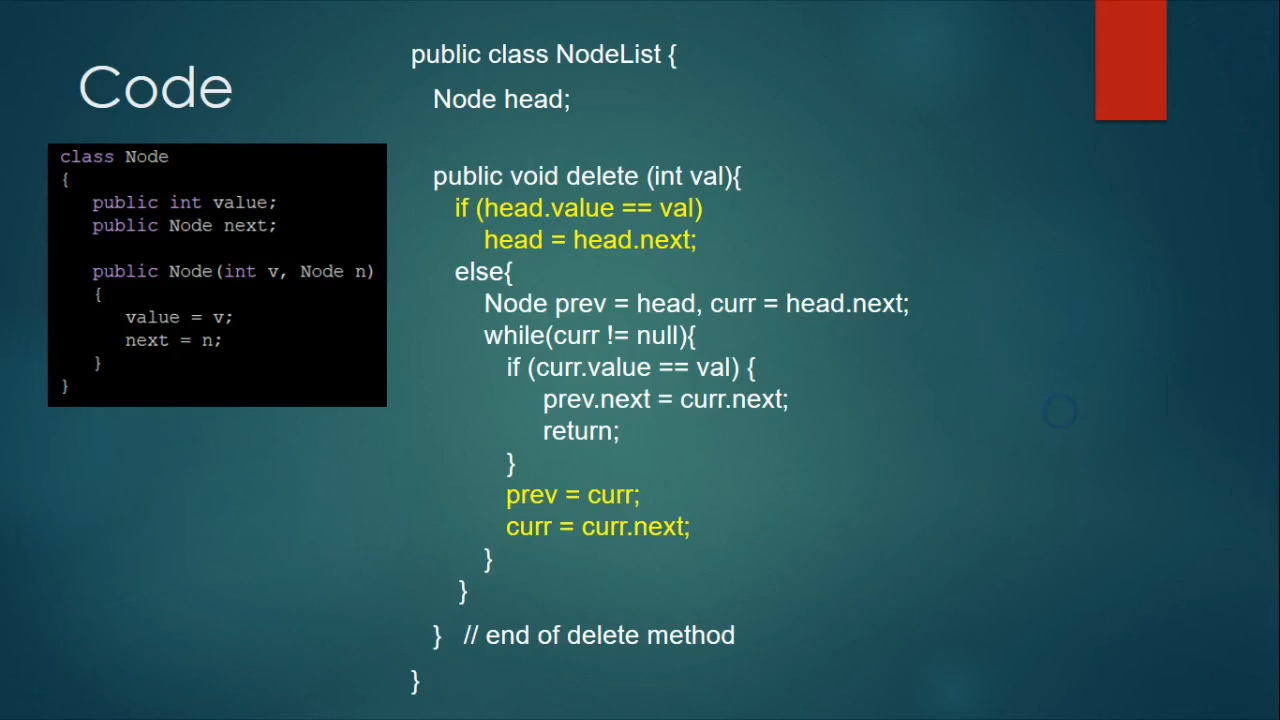 Code
class Node
{
public int value;
public Node next;
public Node(int v, Node n)
{
value = v;
next = n;
}
}
public class NodeList {
Node head;
public void delete (int val){
if (head.value == val)
head = head.next;
else{
Node prev = head, curr = head.next;
while(curr != null){
if (curr.value == val) {
prev.next = curr.next;
return;
}
prev = curr;
curr = curr.next;
}
}
} // end of delete method
}